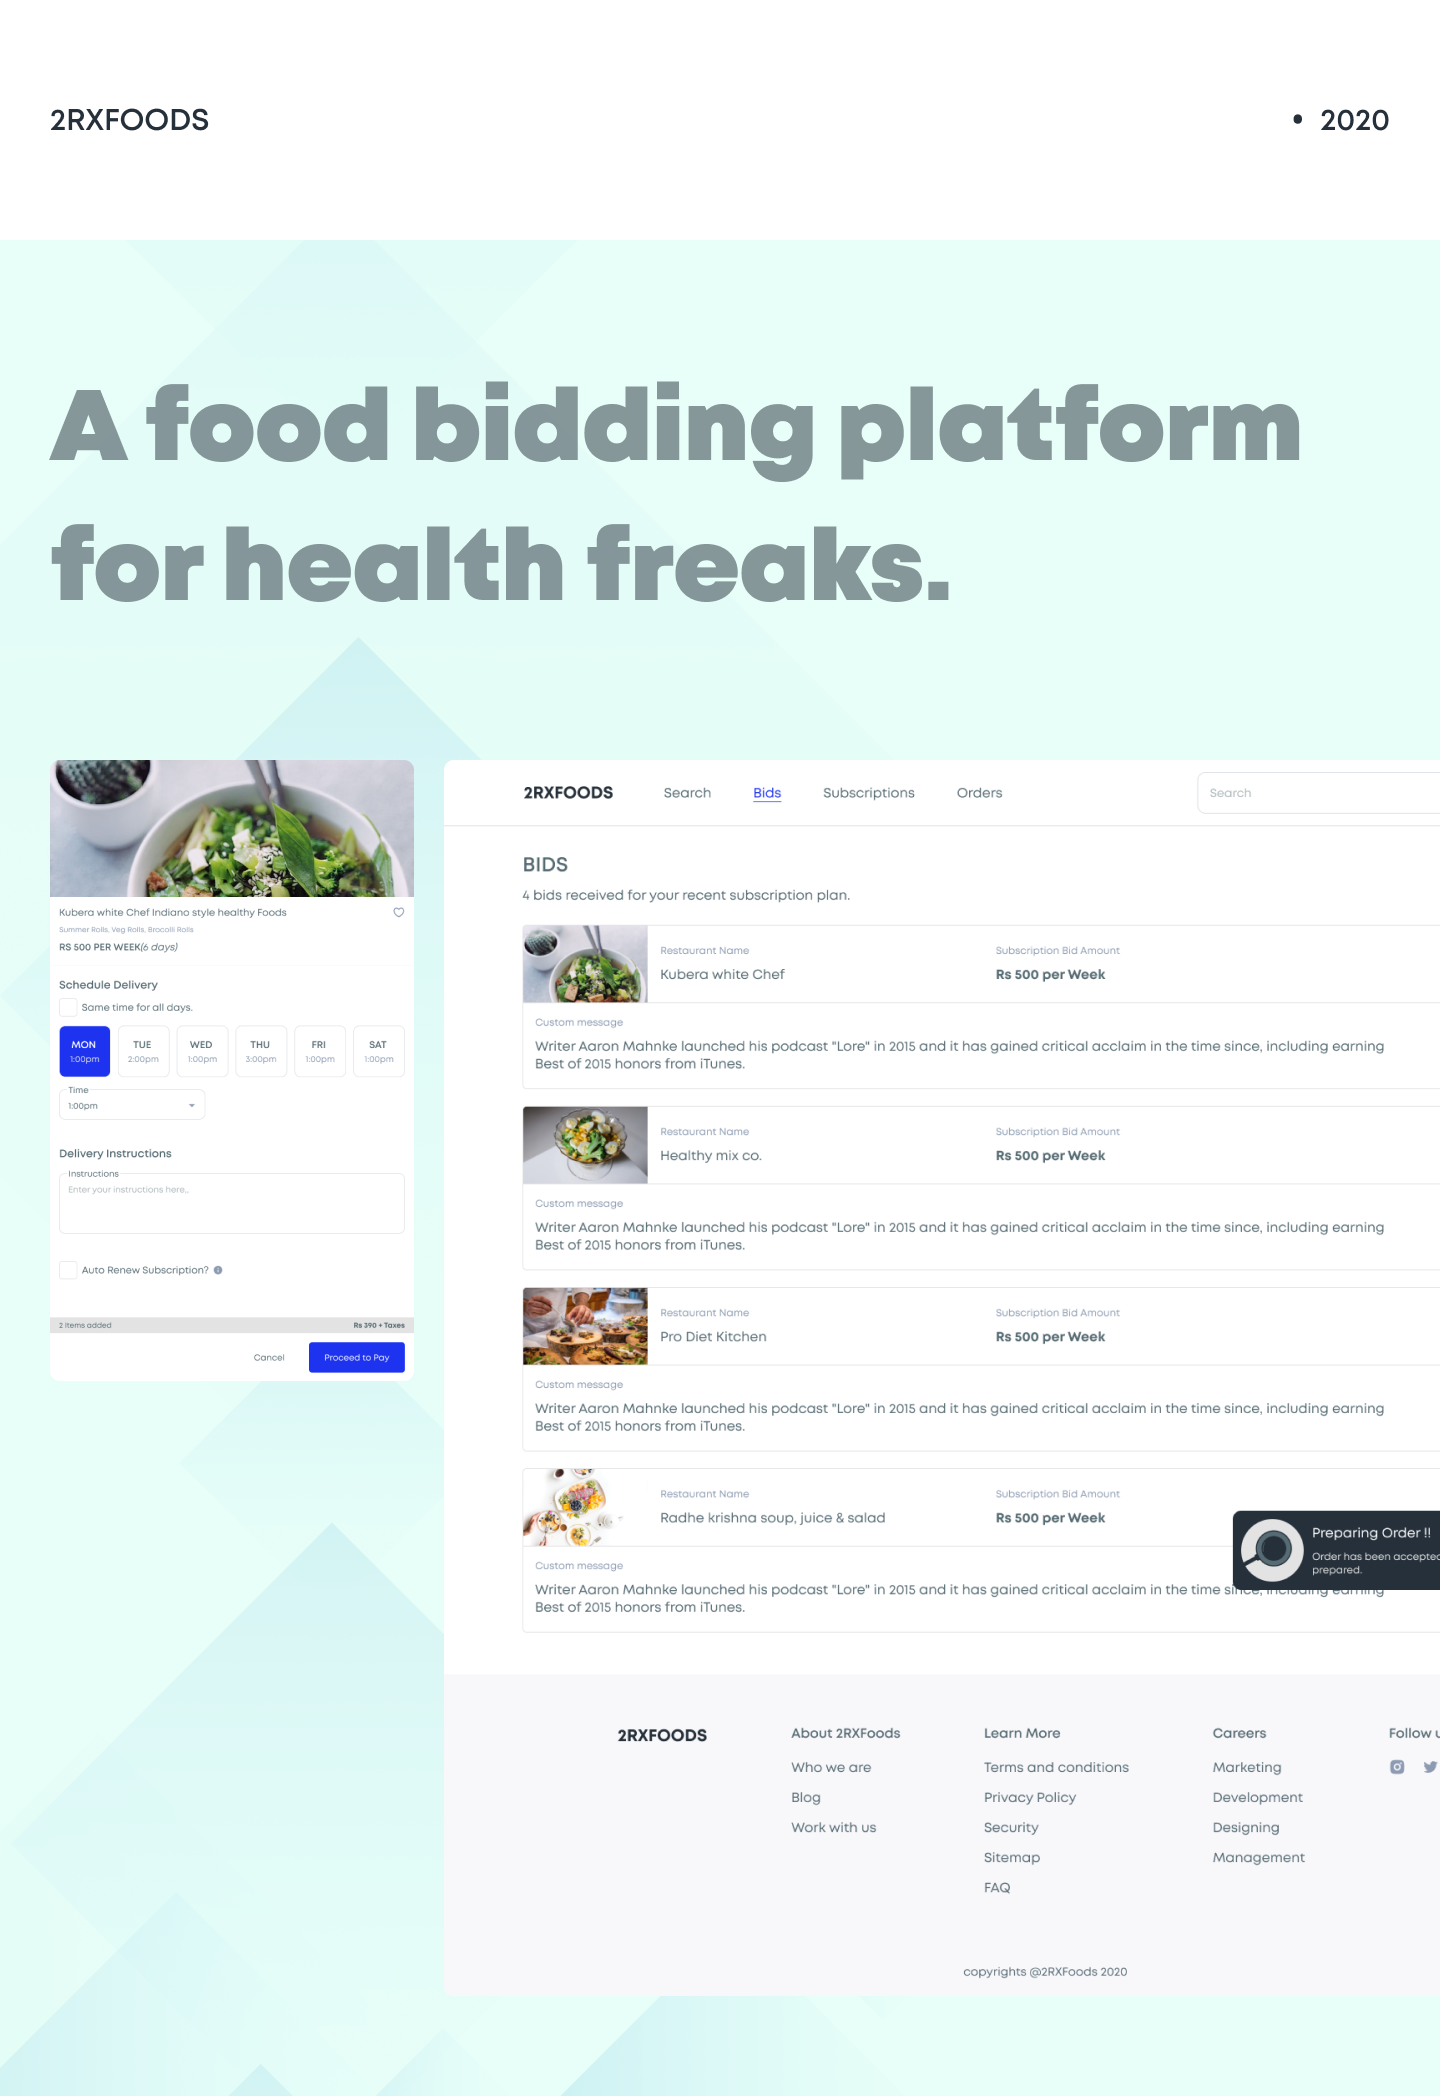 2RXFOODS
• 2020
A food bidding platform
for health freaks.
Kubera white Chef Indiano style healthy Foods
Summer Rolls, Veg Rolls, Brocolli Rolls
RS 500 PER WEEK(6 days)
Schedule Delivery
Same time for all days.
MON TUE WED THU FRI SAT
1:00pm 2:00pm 1:00pm 3:00pm 1:00pm 1:00pm
Time
1:00pm
Delivery Instructions
Instructions
Enter your instructions here,,
Auto Renew Subscription?
2 Items added Rs 390 + Taxes
Cancel Proceed to Pay
2RXFOODS Search Bids Subscriptions Orders Search
BIDS
4 bids received for your recent subscription plan.
Restaurant Name Subscription Bid Amount
Kubera white Chef Rs 500 per Week
Custom message
Writer Aaron Mahnke launched his podcast "Lore" in 2015 and it has gained critical acclaim in the time since, including earning
Best of 2015 honors from iTunes.
Restaurant Name Subscription Bid Amount
Healthy mix co. Rs 500 per Week
Custom message
Writer Aaron Mahnke launched his podcast "Lore" in 2015 and it has gained critical acclaim in the time since, including earning
Best of 2015 honors from iTunes.
Restaurant Name Subscription Bid Amount
Pro Diet Kitchen Rs 500 per Week
Custom message
Writer Aaron Mahnke launched his podcast "Lore" in 2015 and it has gained critical acclaim in the time since, including earning
Best of 2015 honors from iTunes.
Restaurant Name Subscription Bid Amount
Radhe krishna soup, juice & salad Rs 500 per Week
Preparing Order !!
Order has been accepted
prepared.
Custom message
Writer Aaron Mahnke launched his podcast "Lore" in 2015 and it has gained critical acclaim in the time since, including earning
Best of 2015 honors from iTunes.
2RXFOODS
About 2RXFoods
Who we are
Blog
Work with us
Learn More
Terms and conditions
Privacy Policy
Security
Sitemap
FAQ
Careers
Marketing
Development
Designing
Management
Follow u
copyrights @2RXFoods 2020